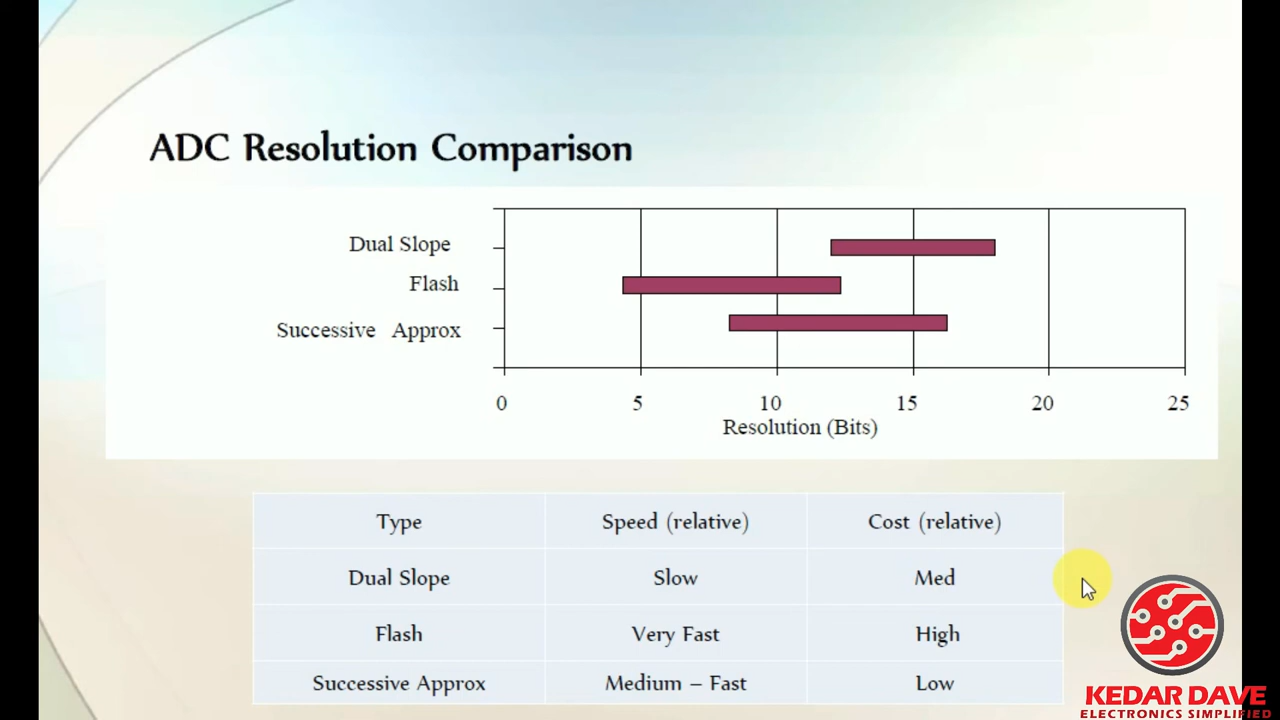 ADC Resolution Comparison
Dual Slope
Flash
Successive Approx
0 5 10 15 20 25
Resolution (Bits)
Type Speed (relative) Cost (relative)
Dual Slope Slow Med
Flash Very Fast High
Successive Approx Medium – Fast Low
KEDAR DAVE
ELECTRONICS SIMPLIFIED